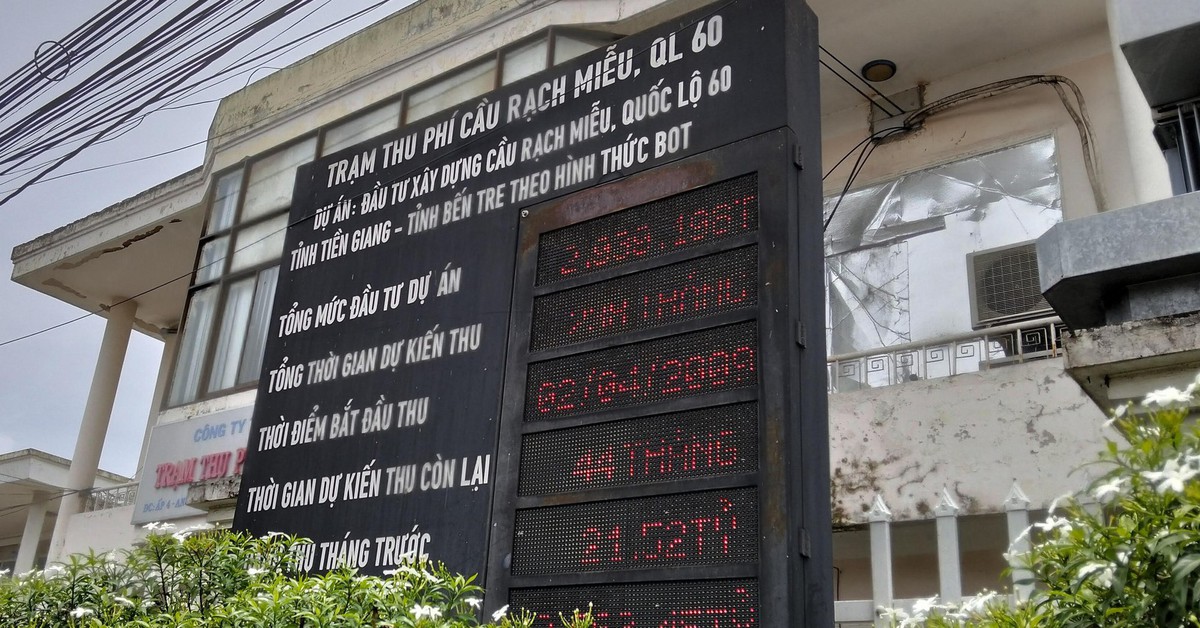 TRẠM THU PHÍ CẦU RẠCH MIỄU, QL 60
DỰ ÁN: ĐẦU TƯ XÂY DỰNG CẦU RẠCH MIỄU, QUỐC LỘ 60
TỈNH TIỀN GIANG - TỈNH BẾN TRE THEO HÌNH THỨC BOT
TỔNG MỨC ĐẦU TƯ DỰ ÁN
TỔNG THỜI GIAN DỰ KIẾN THU THÁNG
THỜI ĐIỂM BẮT ĐẦU THU 02/04/2009
THỜI GIAN DỰ KIẾN THU CÒN LẠI 44 THÁNG
THU THÁNG TRƯỚC 21.52TỶ
CÔNG TY
TRẠM THU